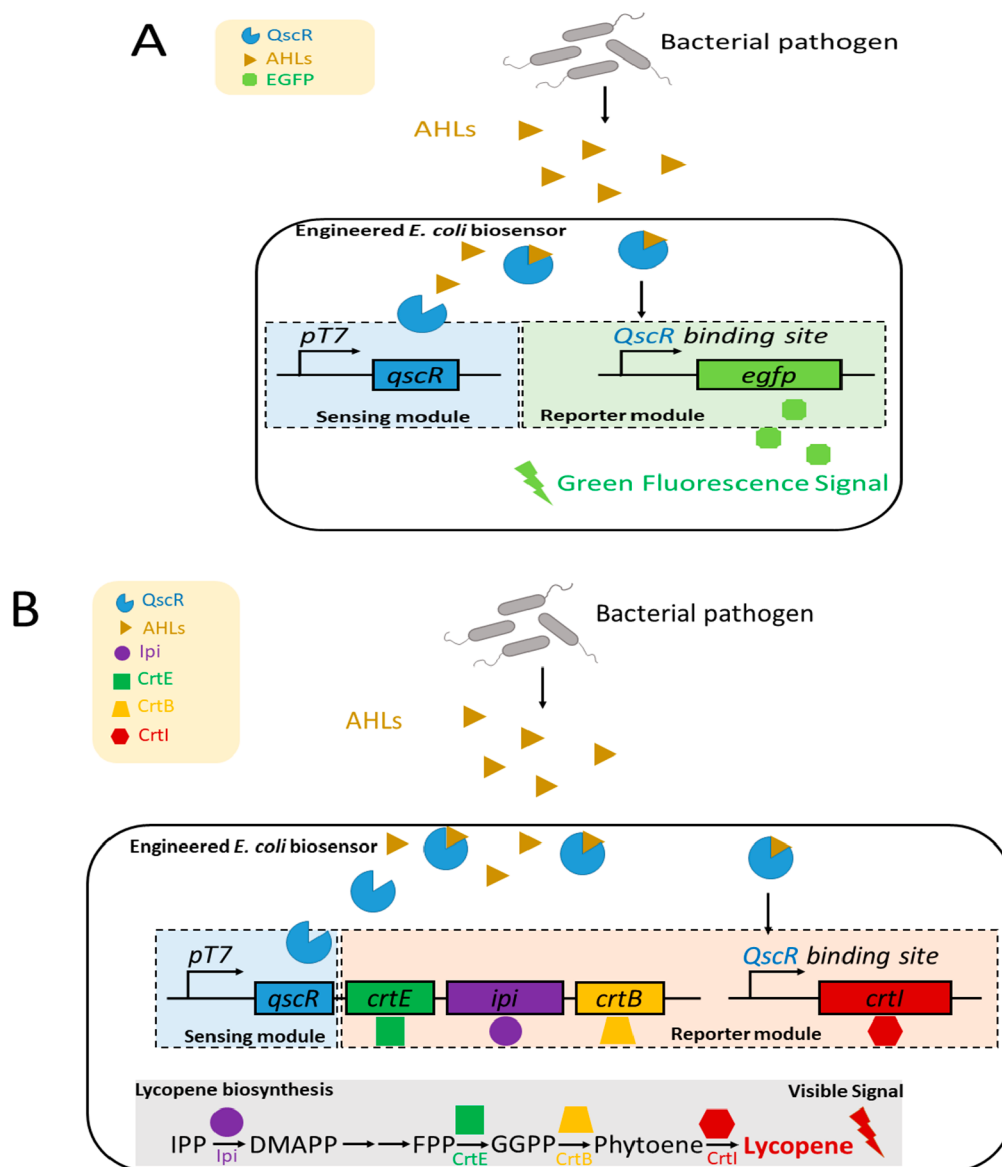 A
QscR
AHLs
EGFP
Bacterial pathogen
AHLs
Engineered E. coli biosensor
pT7
qscR
Sensing module
QscR binding site
egfp
Reporter module
Green Fluorescence Signal
B
QscR
AHLs
Ipi
CrtE
CrtB
CrtI
Bacterial pathogen
AHLs
Engineered E. coli biosensor
pT7
qscR
Sensing module
crtE
ipi
crtB
QscR binding site
crtI
Reporter module
Lycopene biosynthesis
Visible Signal
IPP DMAPP FPP GGPP Phytoene Lycopene
Ipi CrtE CrtB CrtI